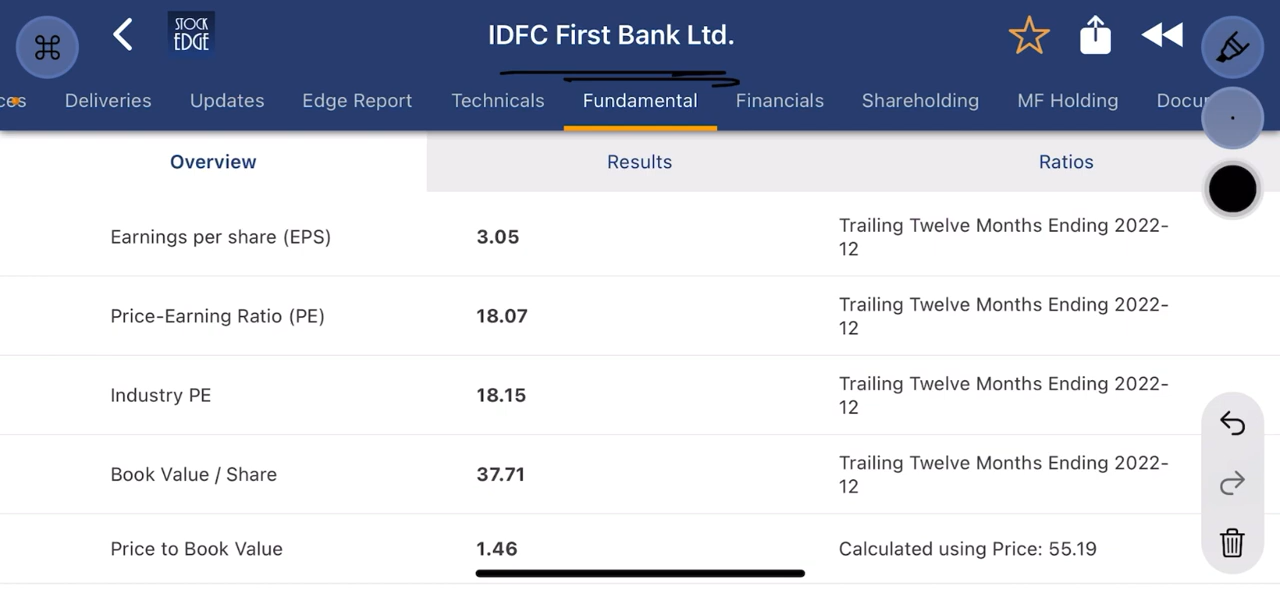 STOCK
EDGE
IDFC First Bank Ltd.
Deliveries Updates Edge Report Technicals Fundamental Financials Shareholding MF Holding
Overview Results Ratios
Earnings per share (EPS) 3.05 Trailing Twelve Months Ending 2022-
12
Price-Earning Ratio (PE) 18.07 Trailing Twelve Months Ending 2022-
12
Industry PE 18.15 Trailing Twelve Months Ending 2022-
12
Book Value / Share 37.71 Trailing Twelve Months Ending 2022-
12
Price to Book Value 1.46 Calculated using Price: 55.19